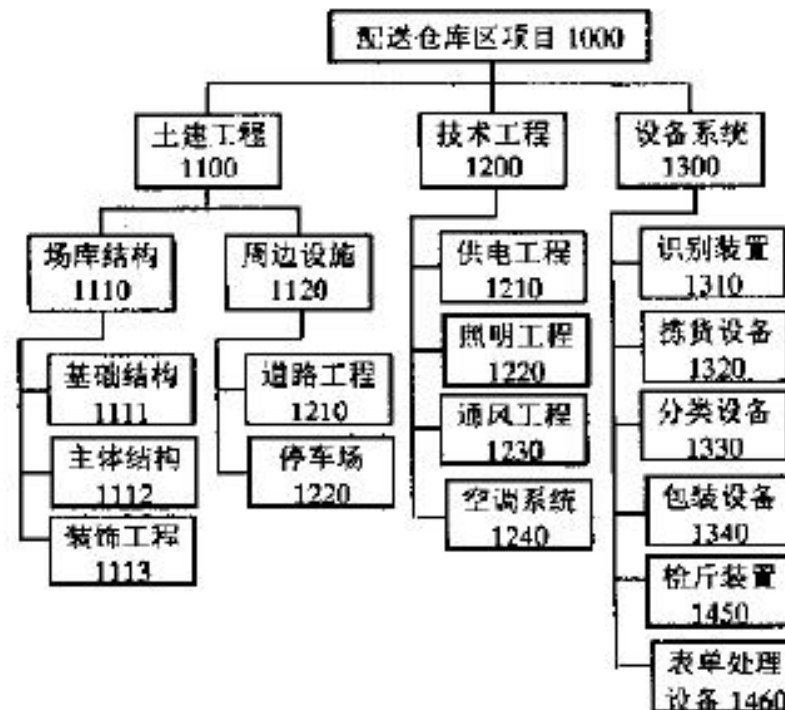 配送仓库区项目 1000
土建工程
1100
技术工程
1200
设备系统
1300
场库结构
1110
周边设施
1120
基础结构
1111
主体结构
1112
装饰工程
1113
道路工程
1210
停车场
1220
供电工程
1210
照明工程
1220
通风工程
1230
空调系统
1240
识别装置
1310
拣货设备
1320
分类设备
1330
包装设备
1340
检斤装置
1450
表单处理
设备 1460